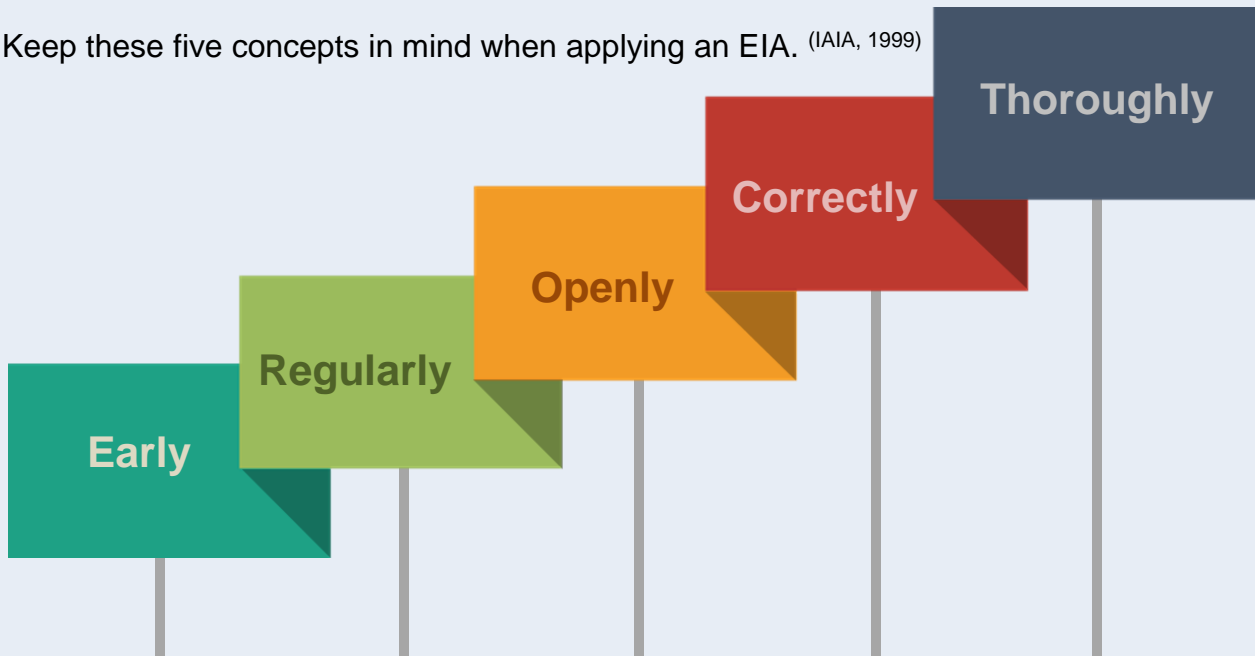 Keep these five concepts in mind when applying an EIA. (IAIA, 1999)
Thoroughly
Correctly
Openly
Regularly
Early